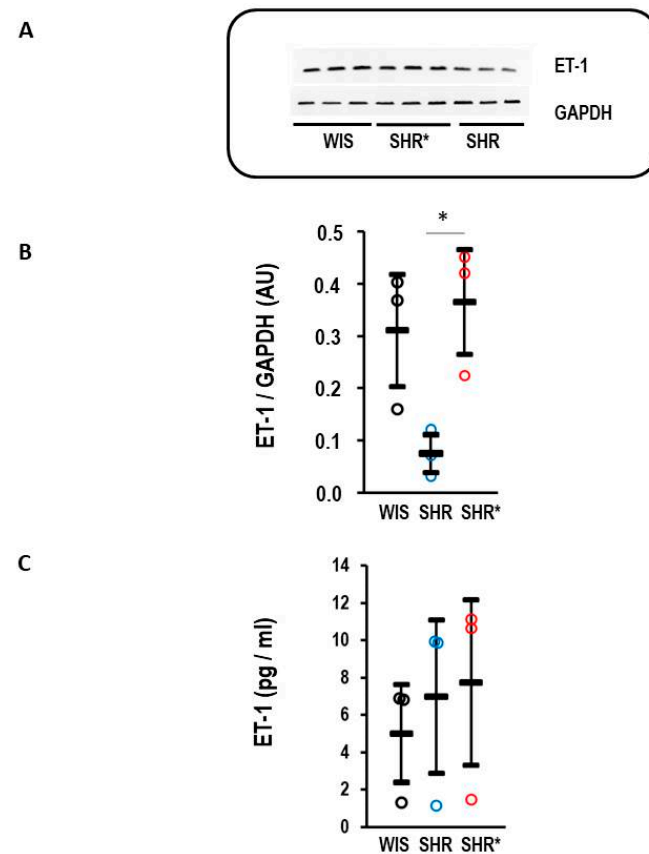 A
ET-1
GAPDH
WIS SHR* SHR
B
*
ET-1 / GAPDH (AU)
0.5
0.4
0.3
0.2
0.1
0.0
WIS SHR SHR*
C
ET-1 (pg / ml)
14
12
10
8
6
4
2
0
WIS SHR SHR*